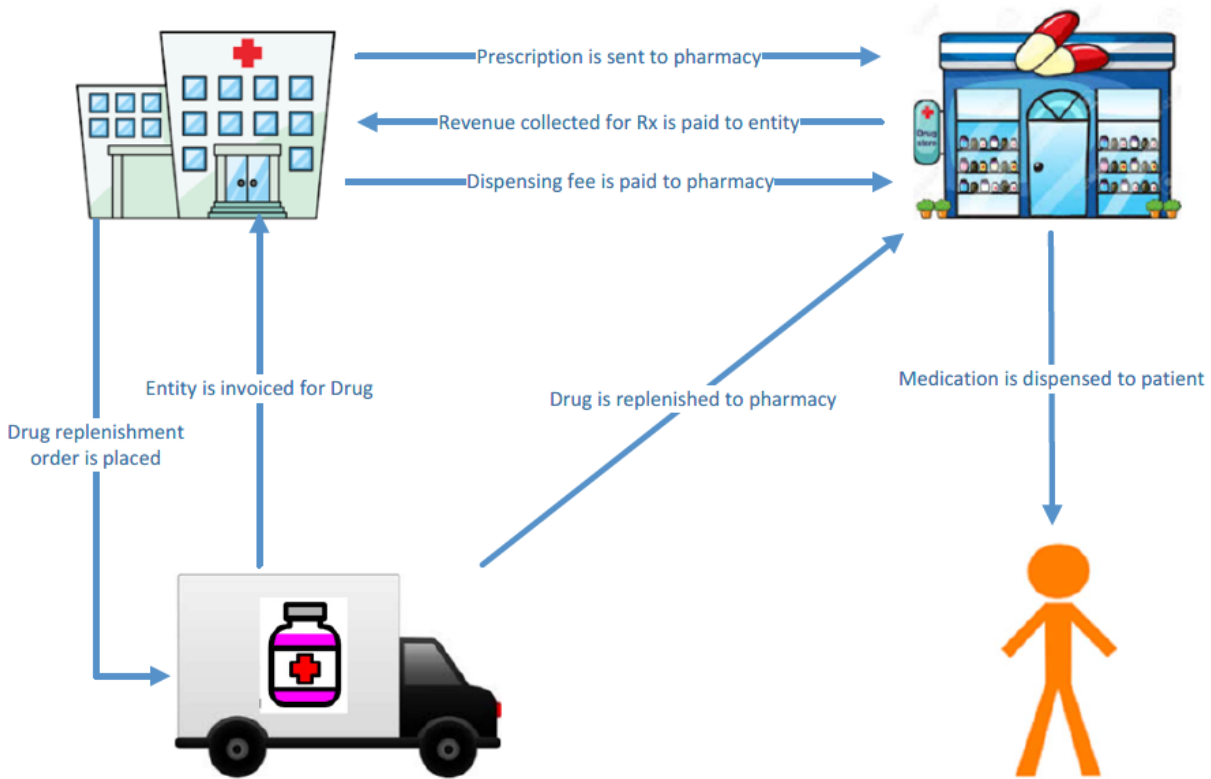 Prescription is sent to pharmacy
Revenue collected for Rx is paid to entity
Drug
store
Dispensing fee is paid to pharmacy
Entity is invoiced for Drug
Drug is replenished to pharmacy
Medication is dispensed to patient
Drug replenishment
order is placed